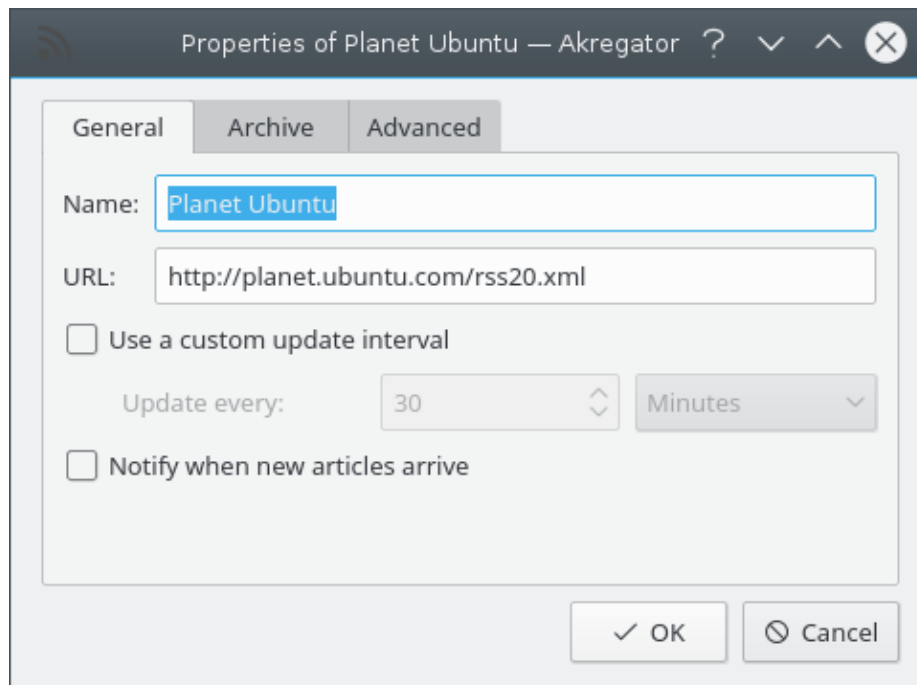 Properties of Planet Ubuntu — Akregator ?
General Archive Advanced
Name: Planet Ubuntu
URL: http://planet.ubuntu.com/rss20.xml
Use a custom update interval
Update every: 30 Minutes
Notify when new articles arrive
OK Cancel